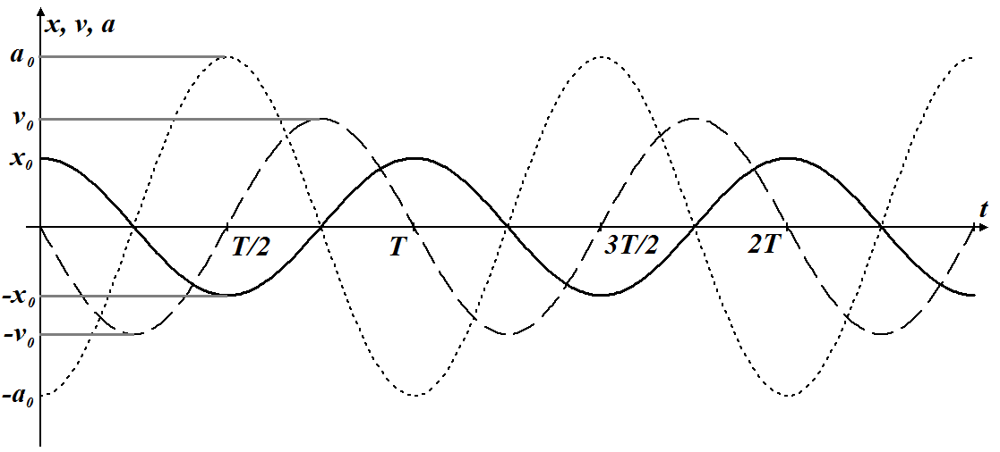 x, v, a
a₀
v₀
x₀
t
T/2
T
3T/2
2T
-x₀
-v₀
-a₀